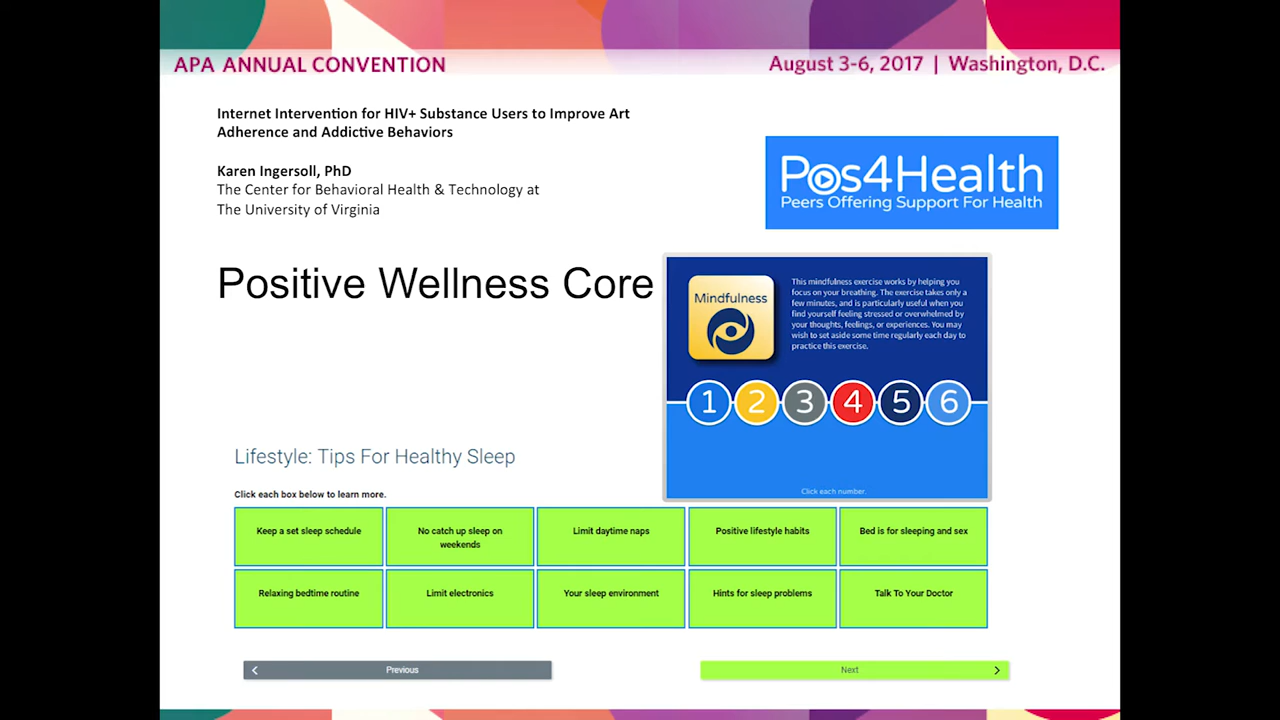 APA ANNUAL CONVENTION
August 3-6, 2017 | Washington, D.C.
Internet Intervention for HIV+ Substance Users to Improve Art
Adherence and Addictive Behaviors
Karen Ingersoll, PhD
The Center for Behavioral Health & Technology at
The University of Virginia
Pos4Health
Peers Offering Support For Health
Positive Wellness Core
Mindfulness
This mindfulness exercise works by helping you
focus on your breathing. The exercise takes only a
few minutes, and is particularly useful when you
find yourself feeling stressed or overwhelmed by
your thoughts, feelings, or experiences. You may
wish to set aside some time regularly each day to
practice this exercise.
1 2 3 4 5 6
Click each number.
Lifestyle: Tips For Healthy Sleep
Click each box below to learn more.
Keep a set sleep schedule
No catch up sleep on
weekends
Limit daytime naps
Positive lifestyle habits
Bed is for sleeping and sex
Relaxing bedtime routine
Limit electronics
Your sleep environment
Hints for sleep problems
Talk To Your Doctor
Previous
Next